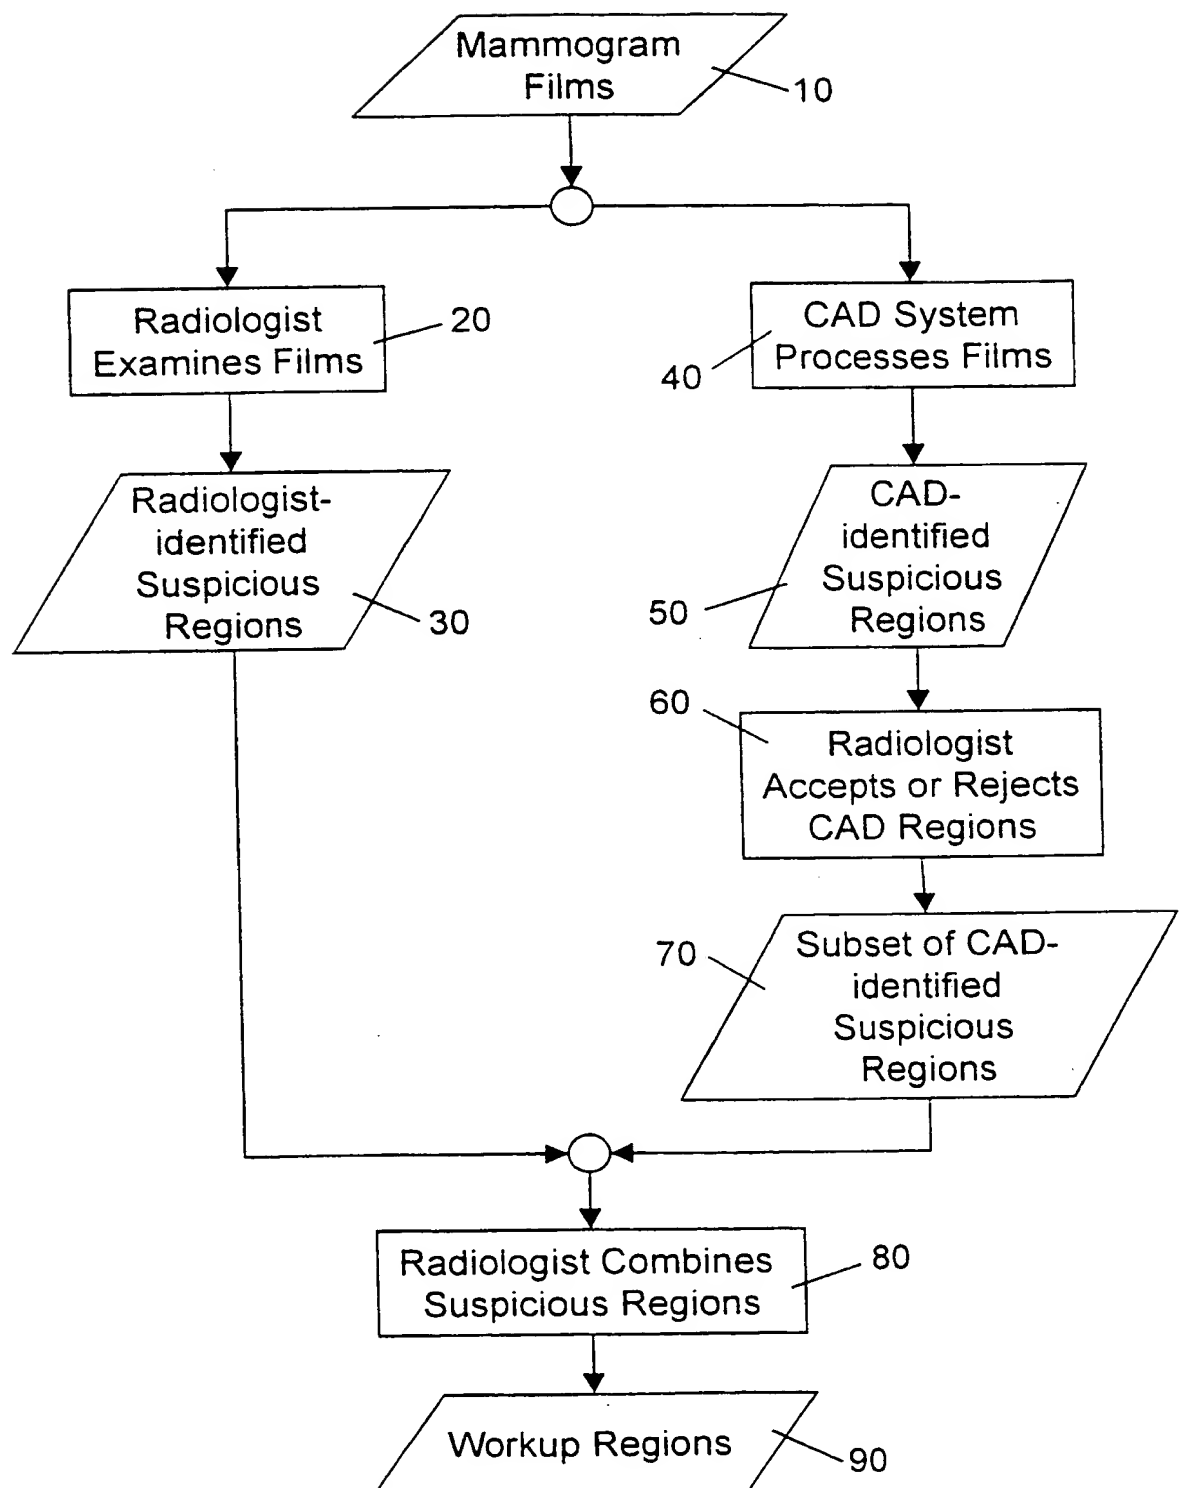 Mammogram
Films
10
Radiologist
Examines Films
20
CAD System
Processes Films
40
Radiologist-
identified
Suspicious
Regions
30
CAD-
identified
Suspicious
Regions
50
60
Radiologist
Accepts or Rejects
CAD Regions
70
Subset of CAD-
identified
Suspicious
Regions
Radiologist Combines
Suspicious Regions
80
Workup Regions
90